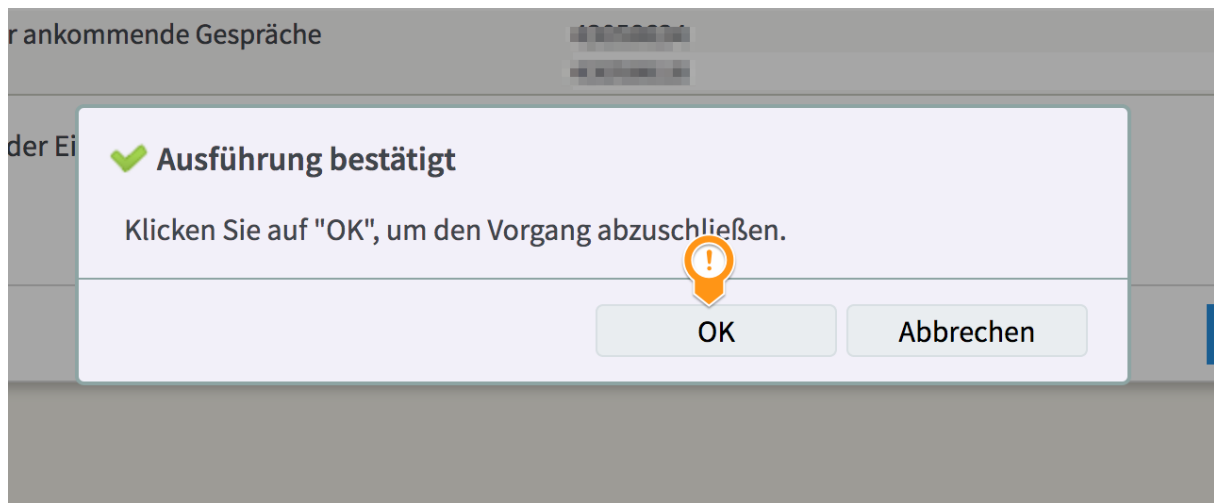 r ankommende Gespräche
der Ei
Ausführung bestätigt
Klicken Sie auf "OK", um den Vorgang abzuschließen.
!
OK
Abbrechen